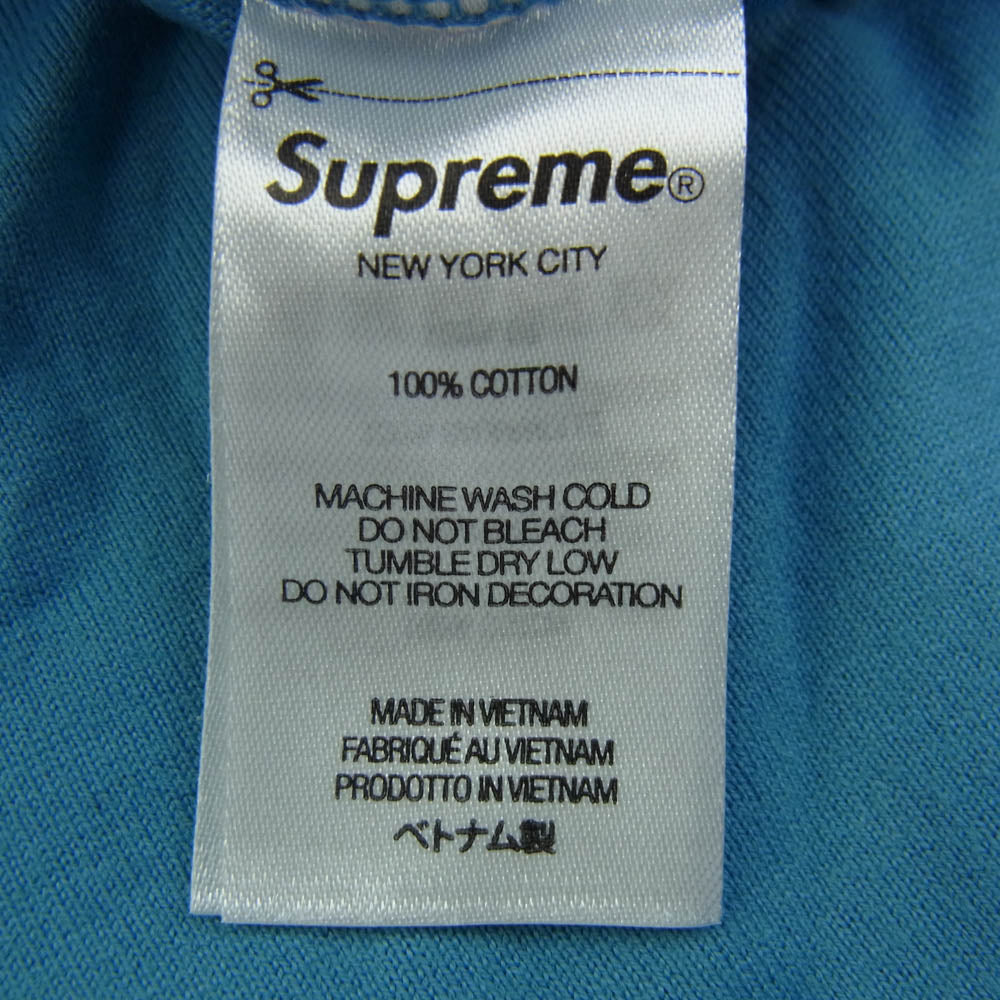 Supreme®
NEW YORK CITY
100% COTTON
MACHINE WASH COLD
DO NOT BLEACH
TUMBLE DRY LOW
DO NOT IRON DECORATION
MADE IN VIETNAM
FABRIQUÉ AU VIETNAM
PRODOTTO IN VIETNAM
ベトナム製